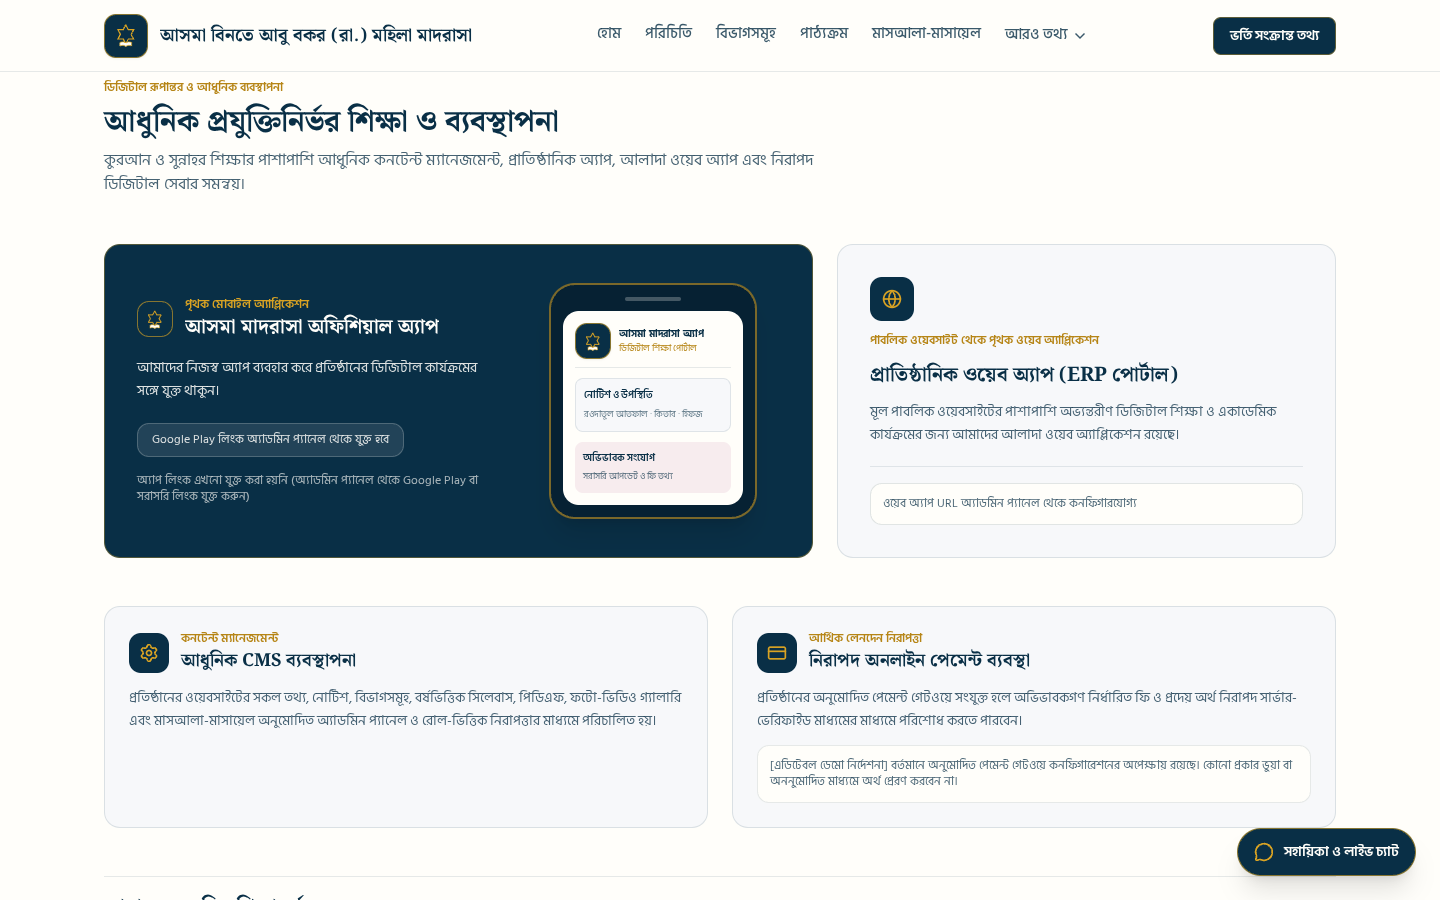 আসমা বিনতে আবু বকর (রা.) মহিলা মাদরাসা
হোম
পরিচিতি
বিভাগসমূহ
পাঠ্যক্রম
মাসআলা-মাসায়েল
আরও তথ্য
ভর্তি সংক্রান্ত তথ্য
ডিজিটাল রূপান্তর ও আধুনিক ব্যবস্থাপনা
আধুনিক প্রযুক্তিনির্ভর শিক্ষা ও ব্যবস্থাপনা
কুরআন ও সুন্নাহর শিক্ষার পাশাপাশি আধুনিক কনটেন্ট ম্যানেজমেন্ট, প্রাতিষ্ঠানিক অ্যাপ, আলাদা ওয়েব অ্যাপ এবং নিরাপদ
ডিজিটাল সেবার সমন্বয়।
পৃথক মোবাইল অ্যাপ্লিকেশন
আসমা মাদরাসা অফিশিয়াল অ্যাপ
আমাদের নিজস্ব অ্যাপ ব্যবহার করে প্রতিষ্ঠানের ডিজিটাল কার্যক্রমের
সঙ্গে যুক্ত থাকুন।
Google Play লিংক অ্যাডমিন প্যানেল থেকে যুক্ত হবে
অ্যাপ লিংক এখনো যুক্ত করা হয়নি (অ্যাডমিন প্যানেল থেকে Google Play বা
সরাসরি লিংক যুক্ত করুন)
আসমা মাদরাসা অ্যাপ
ডিজিটাল শিক্ষা পোর্টাল
নোটিশ ও উপস্থিতি
রওদাতুল আতফাল · কিতাব · হিফজ
অভিভাবক সংযোগ
সরাসরি আপডেট ও ফি তথ্য
পাবলিক ওয়েবসাইট থেকে পৃথক ওয়েব অ্যাপ্লিকেশন
প্রাতিষ্ঠানিক ওয়েব অ্যাপ (ERP পোর্টাল)
মূল পাবলিক ওয়েবসাইটের পাশাপাশি অভ্যন্তরীণ ডিজিটাল শিক্ষা ও একাডেমিক
কার্যক্রমের জন্য আমাদের আলাদা ওয়েব অ্যাপ্লিকেশন রয়েছে।
ওয়েব অ্যাপ URL অ্যাডমিন প্যানেল থেকে কনফিগারযোগ্য
কনটেন্ট ম্যানেজমেন্ট
আধুনিক CMS ব্যবস্থাপনা
প্রতিষ্ঠানের ওয়েবসাইটের সকল তথ্য, নোটিশ, বিভাগসমূহ, বর্ষভিত্তিক সিলেবাস, পিডিএফ, ফটো-ভিডিও গ্যালারি
এবং মাসআলা-মাসায়েল অনুমোদিত অ্যাডমিন প্যানেল ও রোল-ভিত্তিক নিরাপত্তার মাধ্যমে পরিচালিত হয়।
আর্থিক লেনদেন নিরাপত্তা
নিরাপদ অনলাইন পেমেন্ট ব্যবস্থা
প্রতিষ্ঠানের অনুমোদিত পেমেন্ট গেটওয়ে সংযুক্ত হলে অভিভাবকগণ নির্ধারিত ফি ও প্রদেয় অর্থ নিরাপদ সার্ভার-
ভেরিফাইড মাধ্যমের মাধ্যমে পরিশোধ করতে পারবেন।
[এডিটেবল ডেমো নির্দেশনা] বর্তমানে অনুমোদিত পেমেন্ট গেটওয়ে কনফিগারেশনের অপেক্ষায় রয়েছে। কোনো প্রকার ভুয়া বা
অননুমোদিত মাধ্যমে অর্থ প্রেরণ করবেন না।
সহায়িকা ও লাইভ চ্যাট